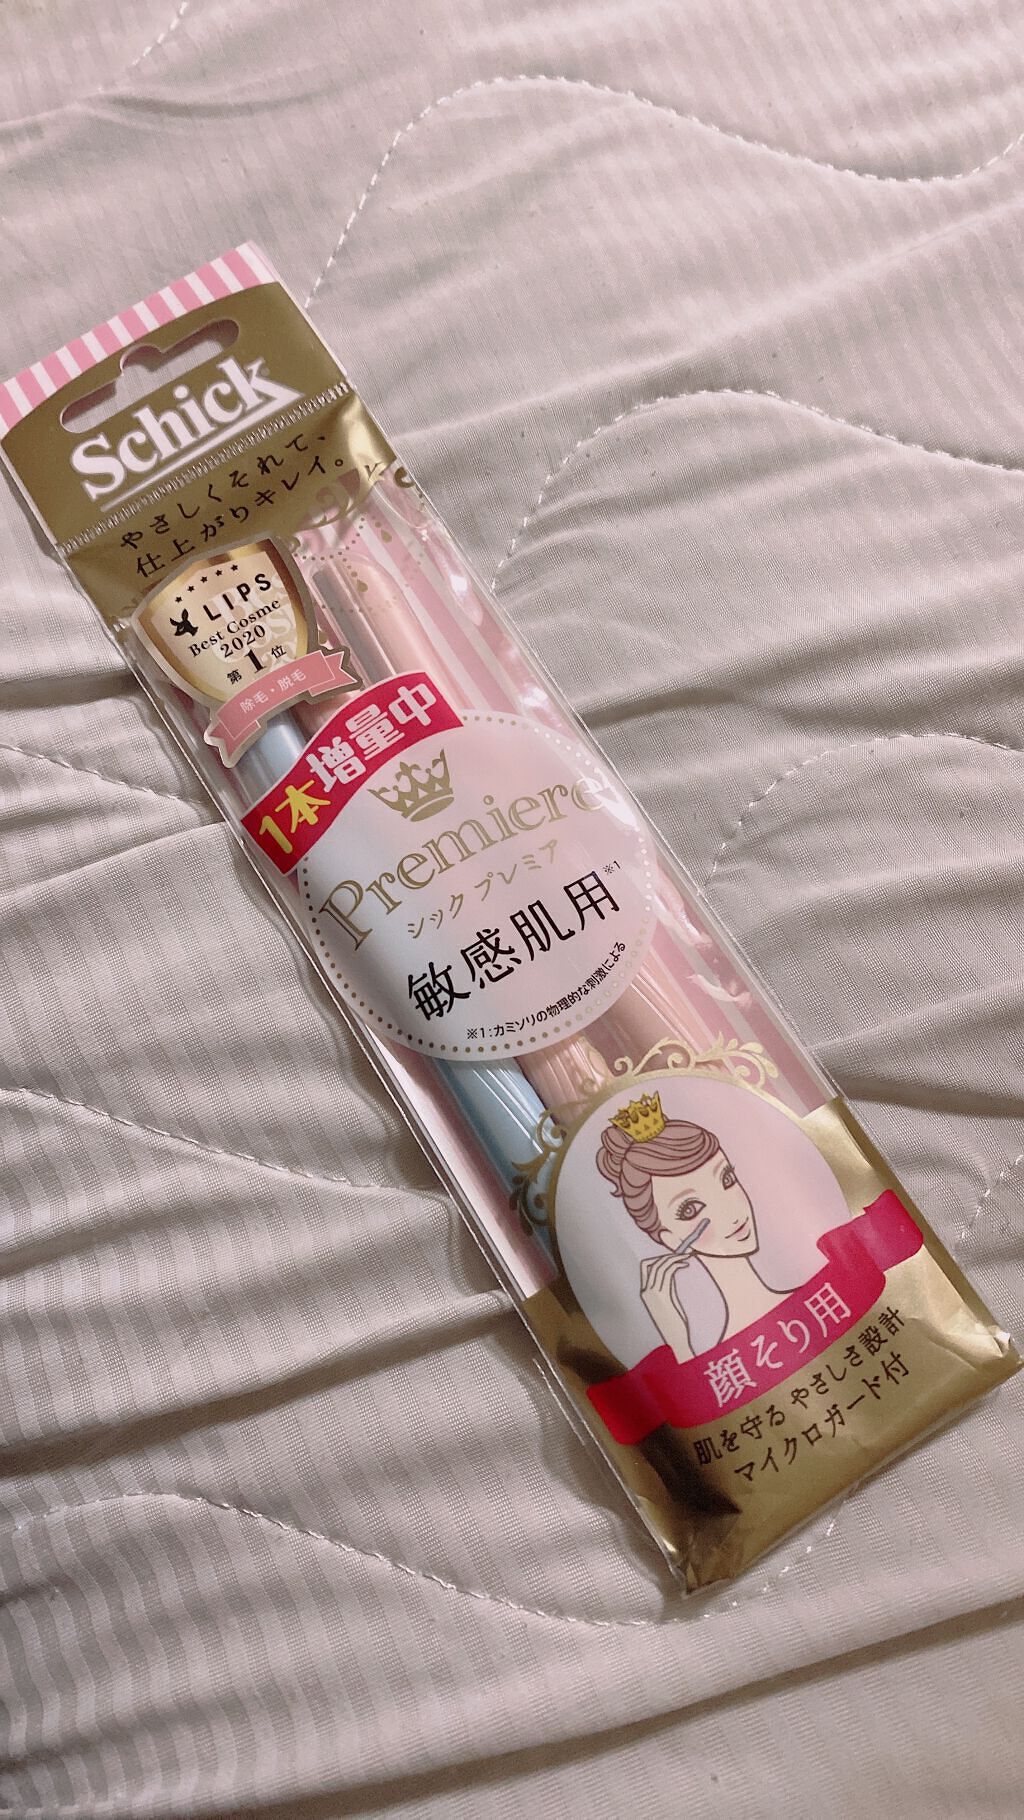 Schick
やさしくそれて、
仕上がりキレイ。
LIPS
Best Cosme
2020
第1位
除毛・脱毛
1本増量中
Premiere
シック プレミア
敏感肌用※1
※1:カミソリの物理的な刺激による
顔そり用
肌を守る やさしさ設計
マイクロガード付